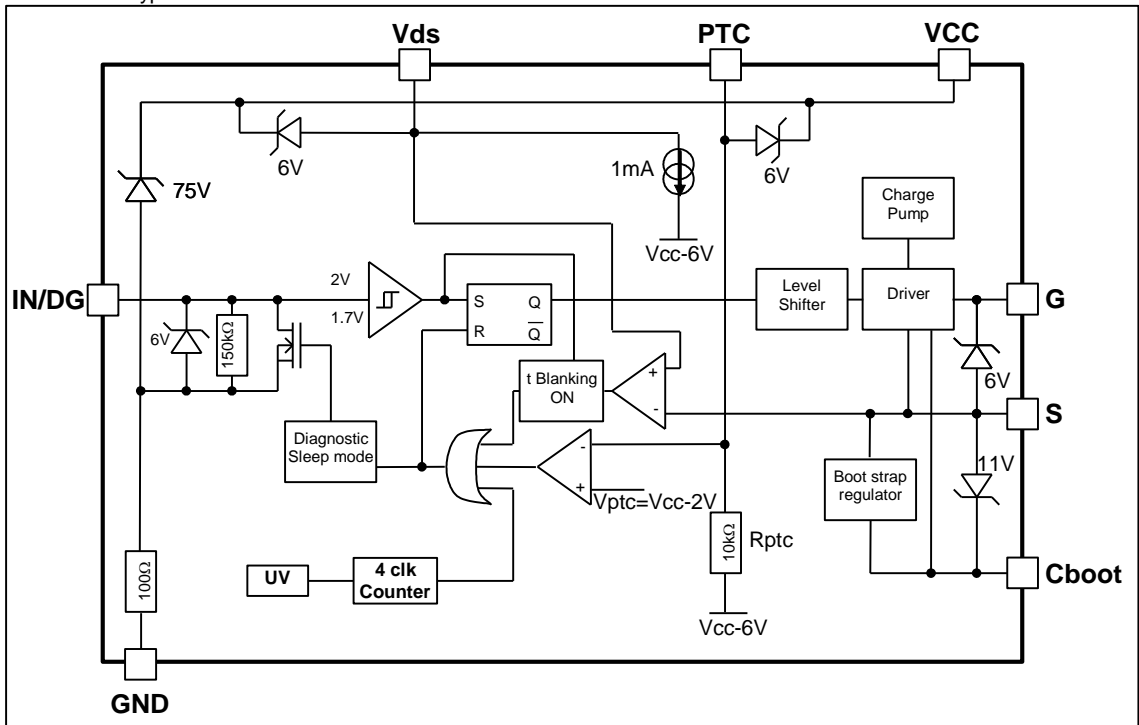 Vds
PTC
VCC
6V
1mA
6V
75V
Vcc-6V
Charge
Pump
IN/DG
2V
1.7V
S
Q
R
Q
Level
Shifter
Driver
G
6V
150kΩ
t Blanking
ON
+
-
6V
S
Diagnostic
Sleep mode
-
+
Vptc=Vcc-2V
Boot strap
regulator
11V
10kΩ
Rptc
100Ω
UV
4 clk
Counter
Cboot
Vcc-6V
GND